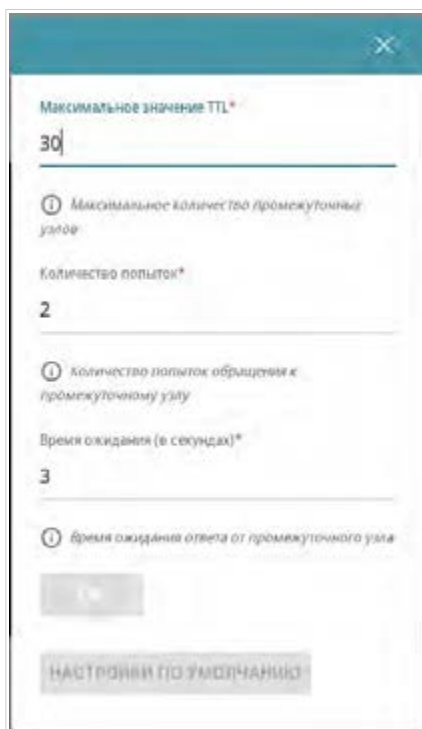 Максимальное значение TTL*
30
Максимальное количество промежуточных
узлов
Количество попыток*
2
Количество попыток обращения к
промежуточному узлу
Время ожидания (в секундах)*
3
Время ожидания ответа от промежуточного узла
НАСТРОЙКИ ПО УМОЛЧАНИЮ